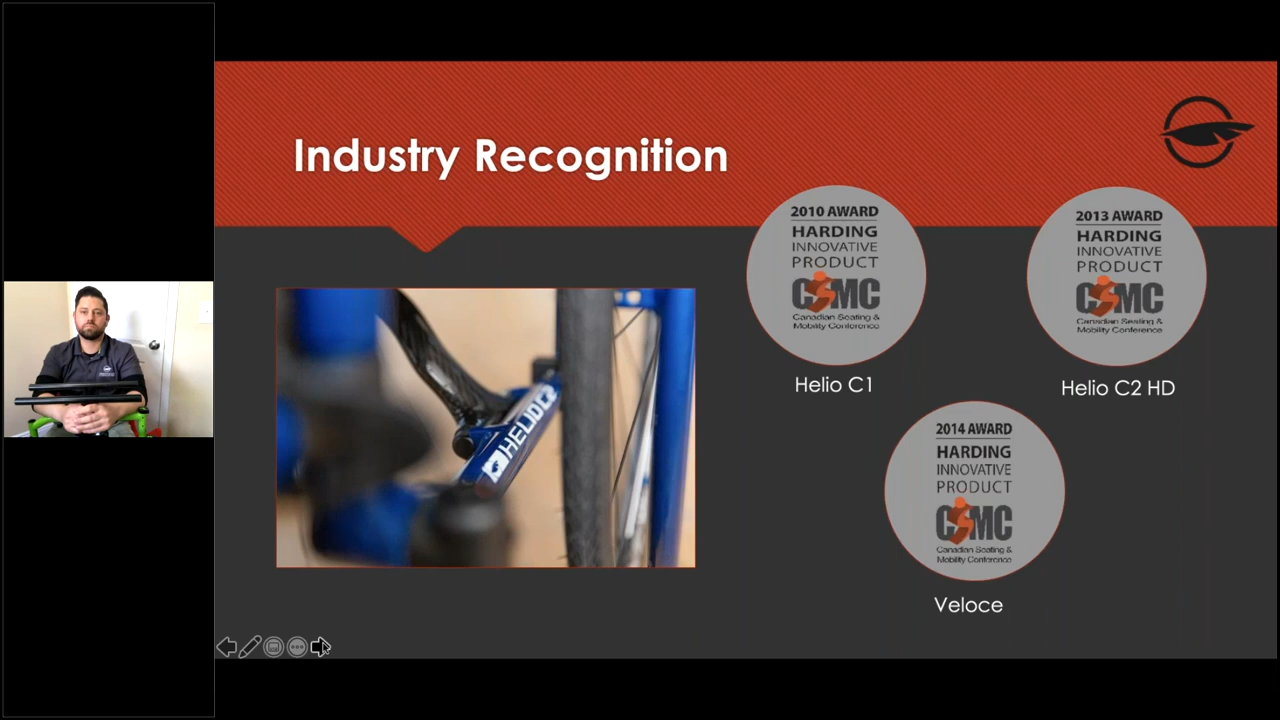 Industry Recognition
2010 AWARD
HARDING
INNOVATIVE
PRODUCT
CSMC
Canadian Seating &
Mobility Conference
Helio C1
2013 AWARD
HARDING
INNOVATIVE
PRODUCT
CSMC
Canadian Seating &
Mobility Conference
Helio C2 HD
HELIOC2
2014 AWARD
HARDING
INNOVATIVE
PRODUCT
CSMC
Canadian Seating &
Mobility Conference
Veloce